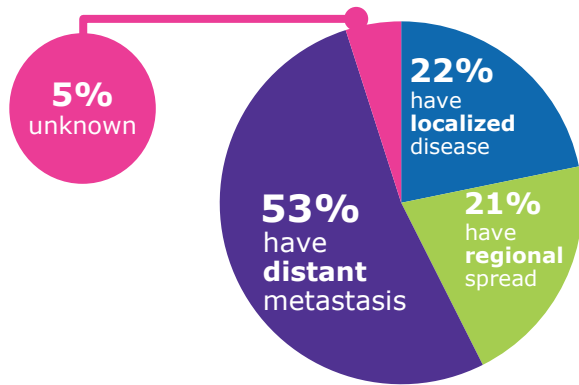 5%
unknown
22%
have
localized
disease
21%
have
regional
spread
53%
have
distant
metastasis